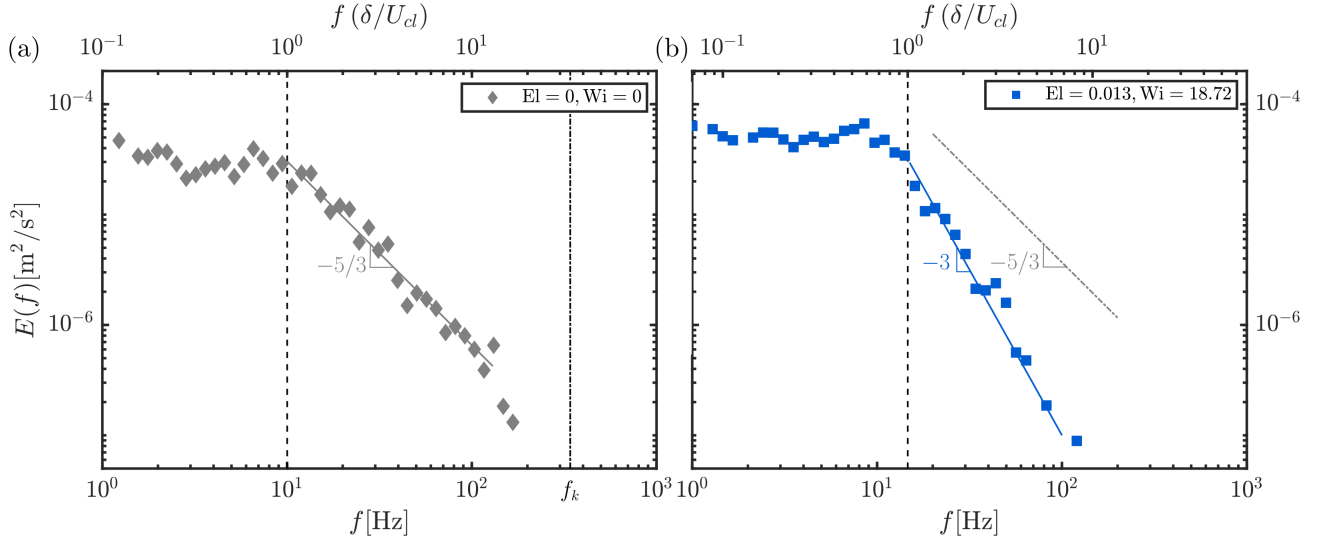 (a)
f (δ/U_cl)
10^-1 10^0 10^1
El = 0, Wi = 0
10^-4
10^-6
E(f)[m^2/s^2]
−5/3
10^0 10^1 10^2 f_k 10^3
f[Hz]
(b)
f (δ/U_cl)
10^-1 10^0 10^1
El = 0.013, Wi = 18.72
10^-4
10^-6
−3
−5/3
10^0 10^1 10^2 10^3
f[Hz]